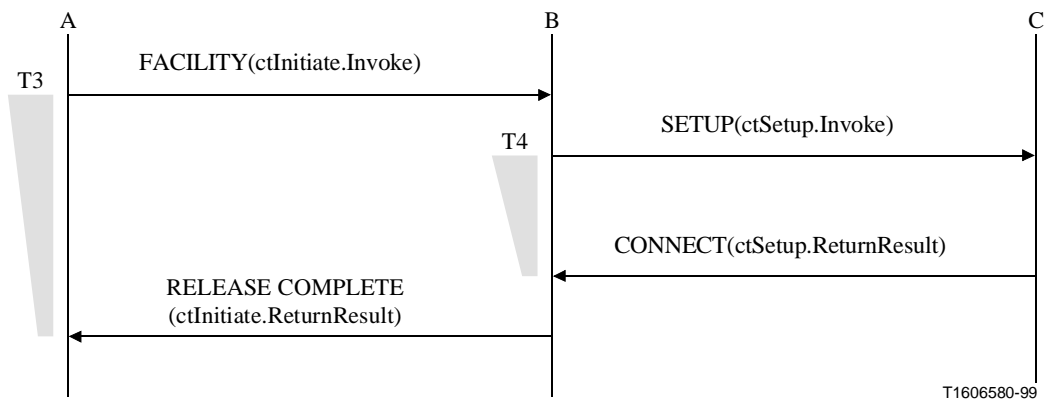 A
B
C
FACILITY(ctInitiate.Invoke)
T3
SETUP(ctSetup.Invoke)
T4
CONNECT(ctSetup.ReturnResult)
RELEASE COMPLETE
(ctInitiate.ReturnResult)
T1606580-99